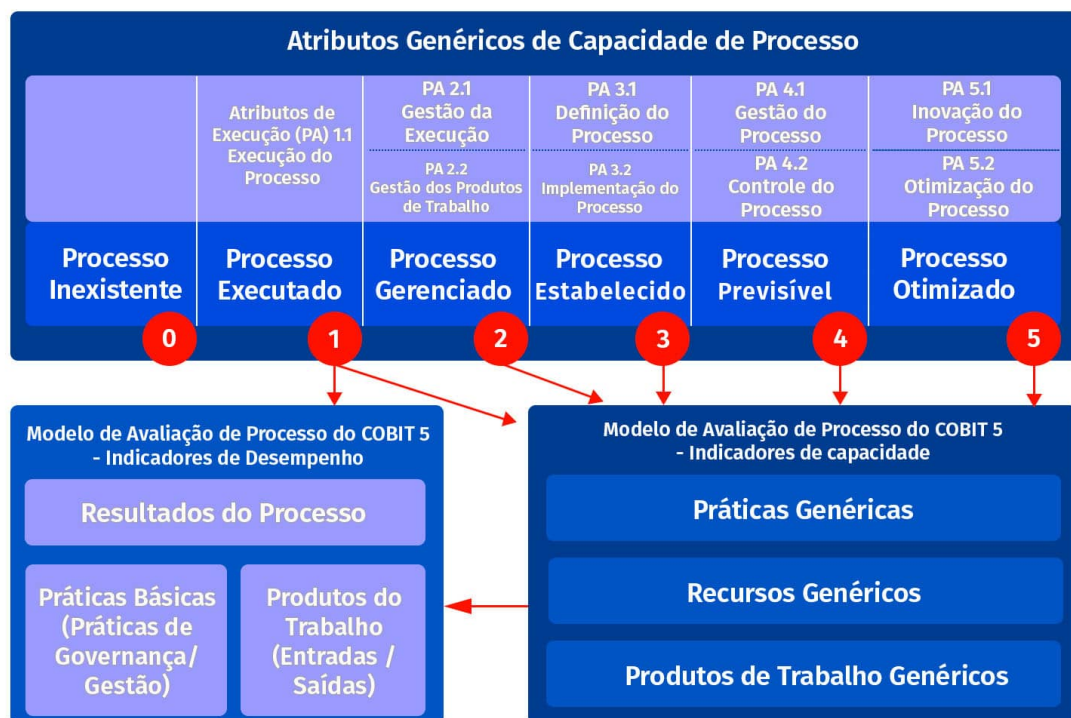 Atributos Genéricos de Capacidade de Processo
Atributos de
Execução (PA) 1.1
Execução do
Processo
PA 2.1
Gestão da
Execução
PA 2.2
Gestão dos Produtos
de Trabalho
PA 3.1
Definição do
Processo
PA 3.2
Implementação do
Processo
PA 4.1
Gestão do
Processo
PA 4.2
Controle do
Processo
PA 5.1
Inovação do
Processo
PA 5.2
Otimização do
Processo
Processo
Inexistente
Processo
Executado
Processo
Gerenciado
Processo
Estabelecido
Processo
Previsível
Processo
Otimizado
0
1
2
3
4
5
Modelo de Avaliação de Processo do COBIT 5
- Indicadores de Desempenho
Resultados do Processo
Práticas Básicas
(Práticas de
Governança/
Gestão)
Produtos do
Trabalho
(Entradas /
Saídas)
Modelo de Avaliação de Processo do COBIT 5
- Indicadores de capacidade
Práticas Genéricas
Recursos Genéricos
Produtos de Trabalho Genéricos